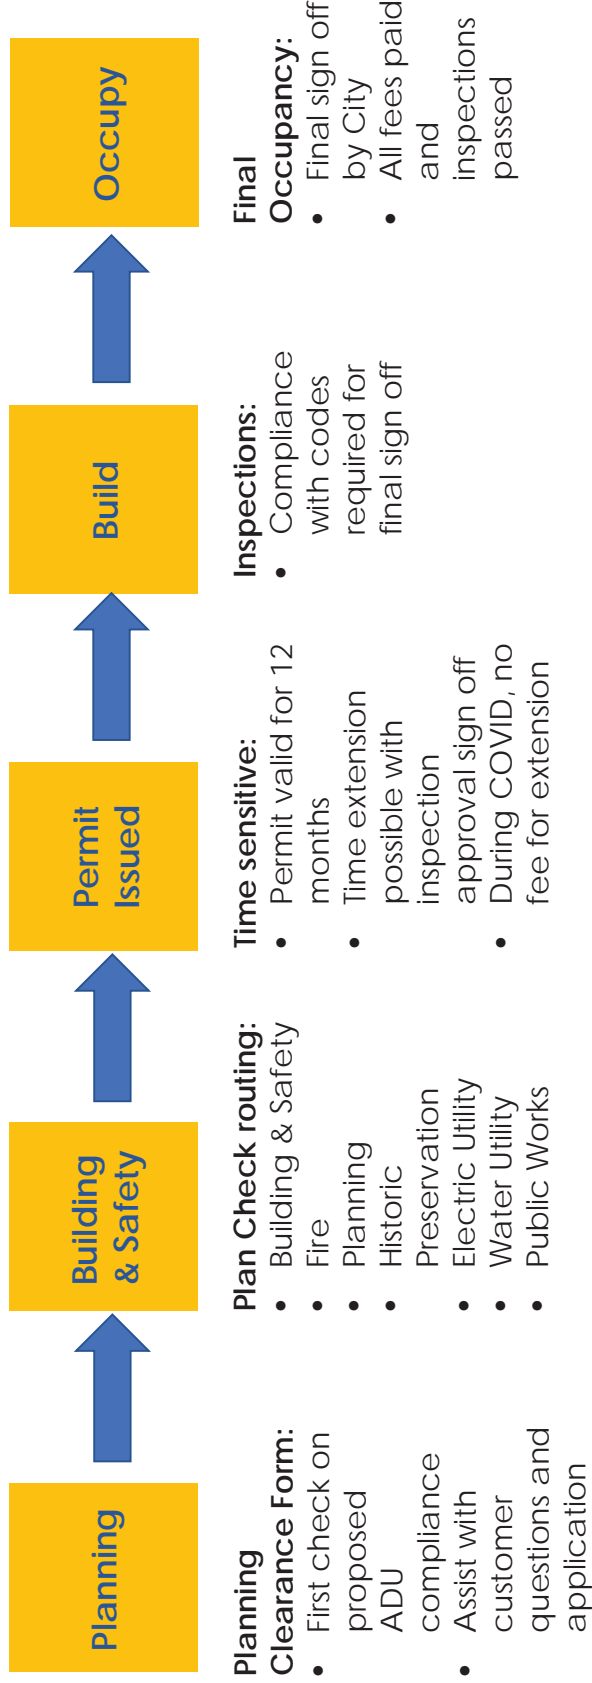 Planning
Building
& Safety
Permit
Issued
Build
Occupy
Planning
Clearance Form:
• First check on
proposed
ADU
compliance
• Assist with
customer
questions and
application
Plan Check routing:
• Building & Safety
• Fire
• Planning
• Historic
Preservation
• Electric Utility
• Water Utility
• Public Works
Time sensitive:
• Permit valid for 12
months
• Time extension
possible with
inspection
approval sign off
• During COVID, no
fee for extension
Inspections:
• Compliance
with codes
required for
final sign off
Final
Occupancy:
• Final sign off
by City
• All fees paid
and
inspections
passed